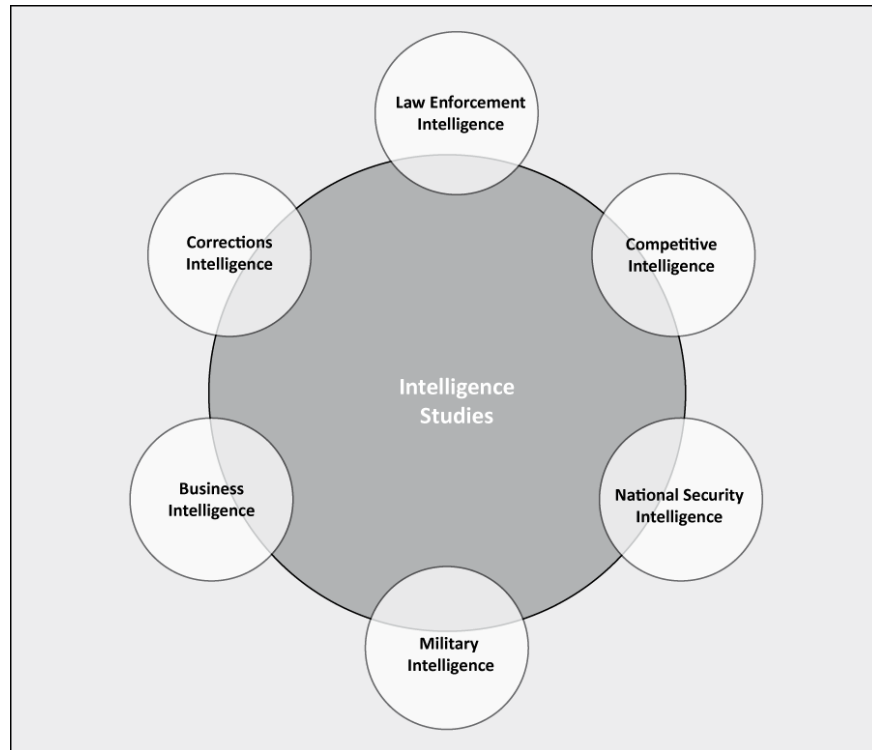 Law Enforcement
Intelligence
Corrections
Intelligence
Competitive
Intelligence
Intelligence
Studies
Business
Intelligence
National Security
Intelligence
Military
Intelligence